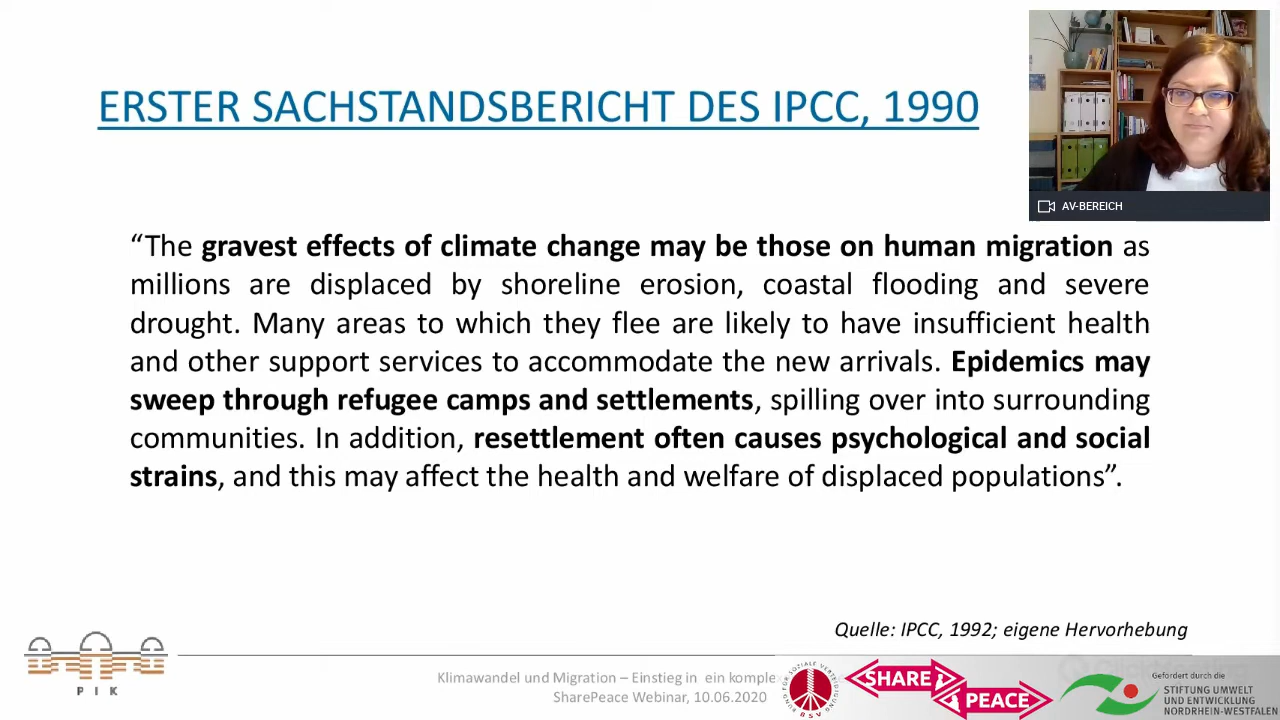 ERSTER SACHSTANDSBERICHT DES IPCC, 1990
AV-BEREICH
“The gravest effects of climate change may be those on human migration as
millions are displaced by shoreline erosion, coastal flooding and severe
drought. Many areas to which they flee are likely to have insufficient health
and other support services to accommodate the new arrivals. Epidemics may
sweep through refugee camps and settlements, spilling over into surrounding
communities. In addition, resettlement often causes psychological and social
strains, and this may affect the health and welfare of displaced populations”.
Quelle: IPCC, 1992; eigene Hervorhebung
PIK
Klimawandel und Migration – Einstieg in ein
SharePeace Webinar, 10.06.2020
BUND FÜR SOZIALE VERTEIDIGUNG
BSV
SHARE
PEACE
Gefördert durch die
STIFTUNG UMWELT
UND ENTWICKLUNG
NORDRHEIN-WESTFALEN